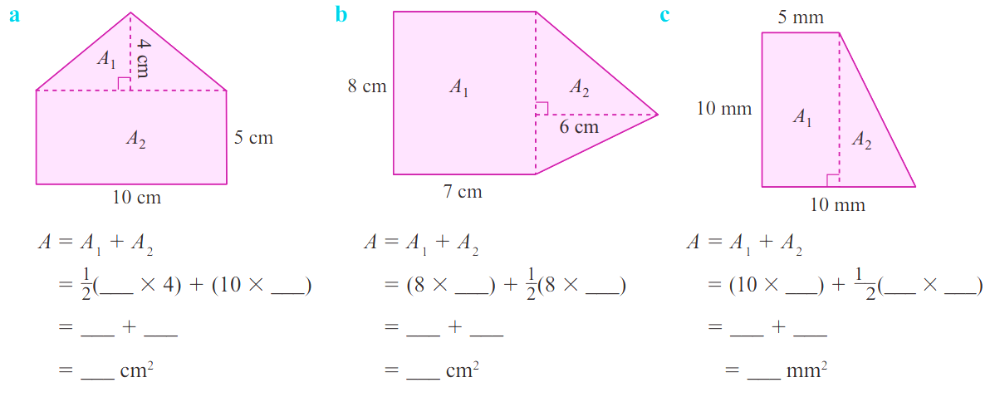 a
4 cm
A₁
A₂
5 cm
10 cm
A = A₁ + A₂
= 1/2(___ × 4) + (10 × ___)
= ___ + ___
= ___ cm²
b
8 cm
A₁
A₂
6 cm
7 cm
A = A₁ + A₂
= (8 × ___) + 1/2(8 × ___)
= ___ + ___
= ___ cm²
c
5 mm
10 mm
A₁
A₂
10 mm
A = A₁ + A₂
= (10 × ___) + 1/2(___ × ___)
= ___ + ___
= ___ mm²